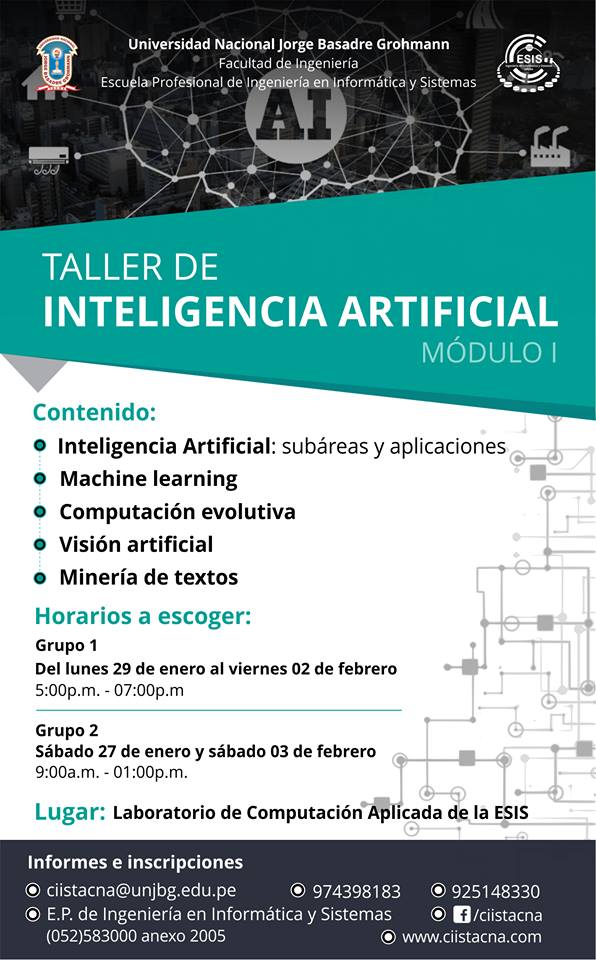 Universidad Nacional Jorge Basadre Grohmann
Facultad de Ingeniería
Escuela Profesional de Ingeniería en Informática y Sistemas
ESIS
AI
TALLER DE
INTELIGENCIA ARTIFICIAL
MÓDULO I
Contenido:
Inteligencia Artificial: subáreas y aplicaciones
Machine learning
Computación evolutiva
Visión artificial
Minería de textos
Horarios a escoger:
Grupo 1
Del lunes 29 de enero al viernes 02 de febrero
5:00p.m. - 07:00p.m
Grupo 2
Sábado 27 de enero y sábado 03 de febrero
9:00a.m. - 01:00p.m.
Lugar: Laboratorio de Computación Aplicada de la ESIS
Informes e inscripciones
ciistacna@unjbg.edu.pe 974398183 925148330
E.P. de Ingeniería en Informática y Sistemas /ciistacna
(052)583000 anexo 2005 www.ciistacna.com